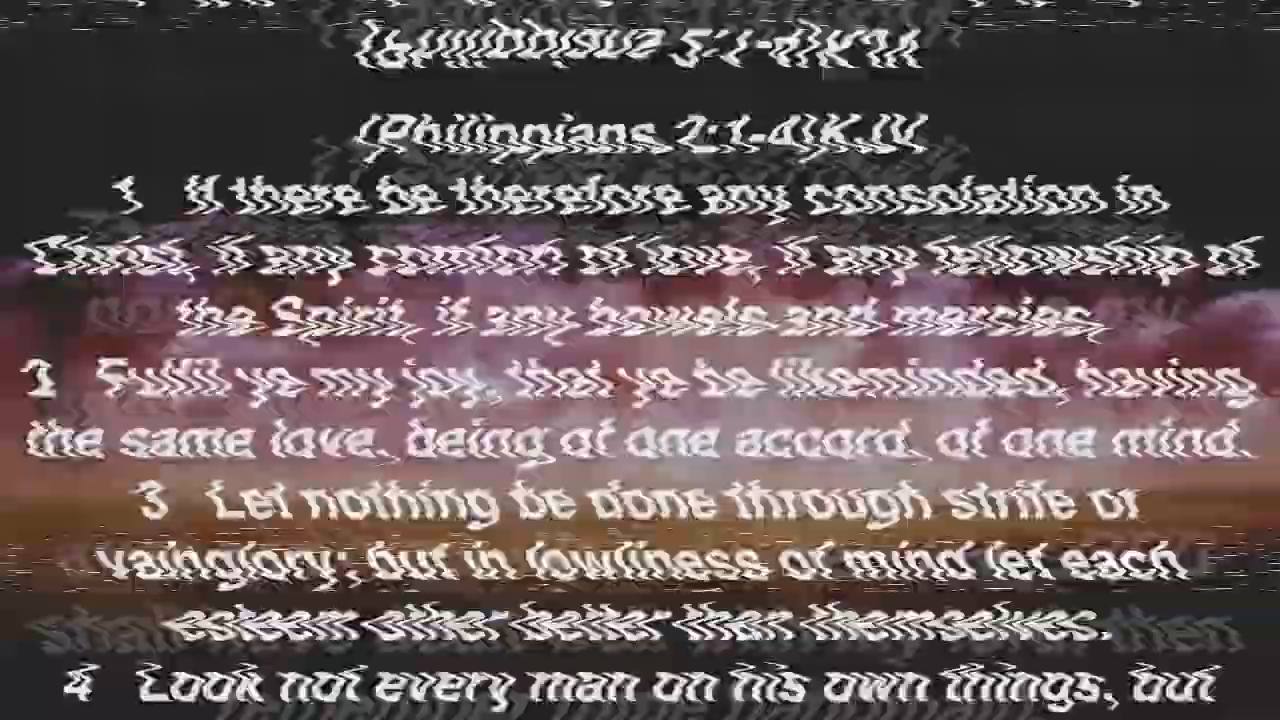 (Philippians 2:1-4)KJV
1 If there be therefore any consolation in
Christ, if any comfort of love, if any fellowship of
the Spirit, if any bowels and mercies,
2 Fulfil ye my joy, that ye be likeminded, having
the same love, being of one accord, of one mind.
3 Let nothing be done through strife or
vainglory; but in lowliness of mind let each
esteem other better than themselves.
4 Look not every man on his own things, but